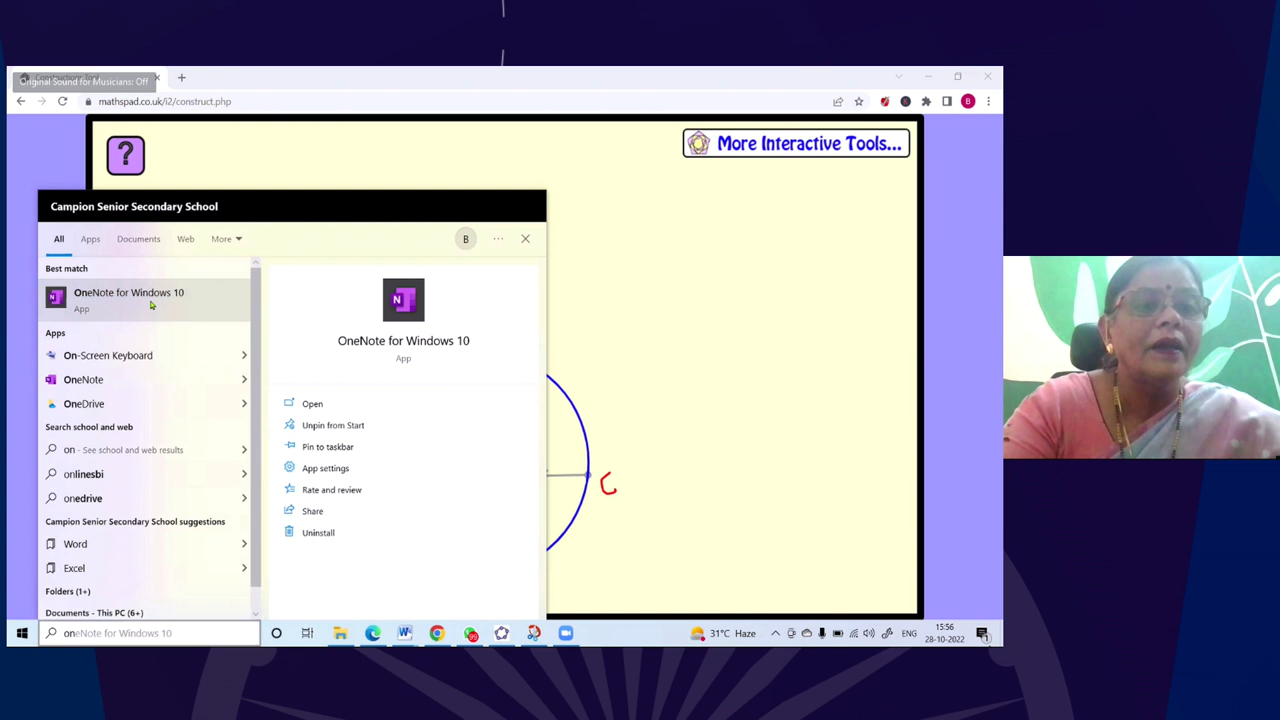 Constructions Tool
Original Sound for Musicians: Off
mathspad.co.uk/i2/construct.php
B
?
More Interactive Tools...
Campion Senior Secondary School
All
Apps
Documents
Web
More
B
Best match
OneNote for Windows 10
App
Apps
On-Screen Keyboard
OneNote
OneDrive
Search school and web
on - See school and web results
onlinesbi
onedrive
Campion Senior Secondary School suggestions
Word
Excel
Folders (1+)
Documents - This PC (6+)
N
OneNote for Windows 10
App
Open
Unpin from Start
Pin to taskbar
App settings
Rate and review
Share
Uninstall
C
oneNote for Windows 10
99
31°C Haze
ENG
15:56
28-10-2022